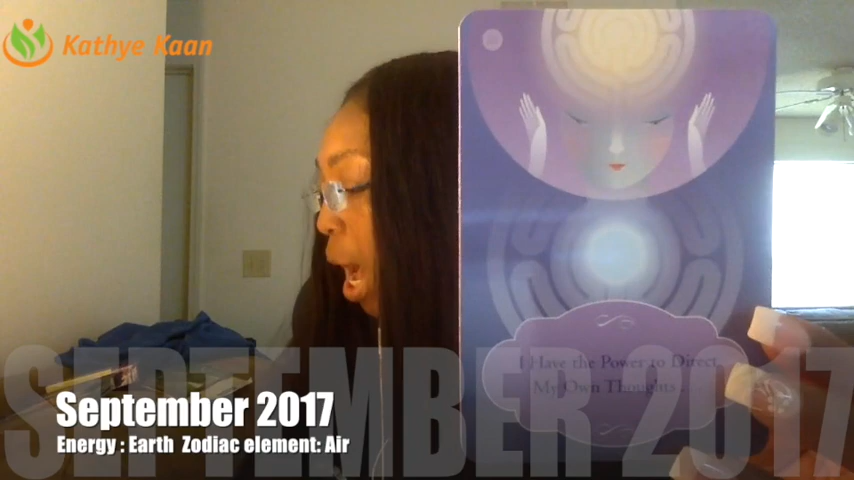 Kathye Kaan
I Have the Power to Direct
My Own Thoughts...
SEPTEMBER 2017
September 2017
Energy : Earth Zodiac element: Air